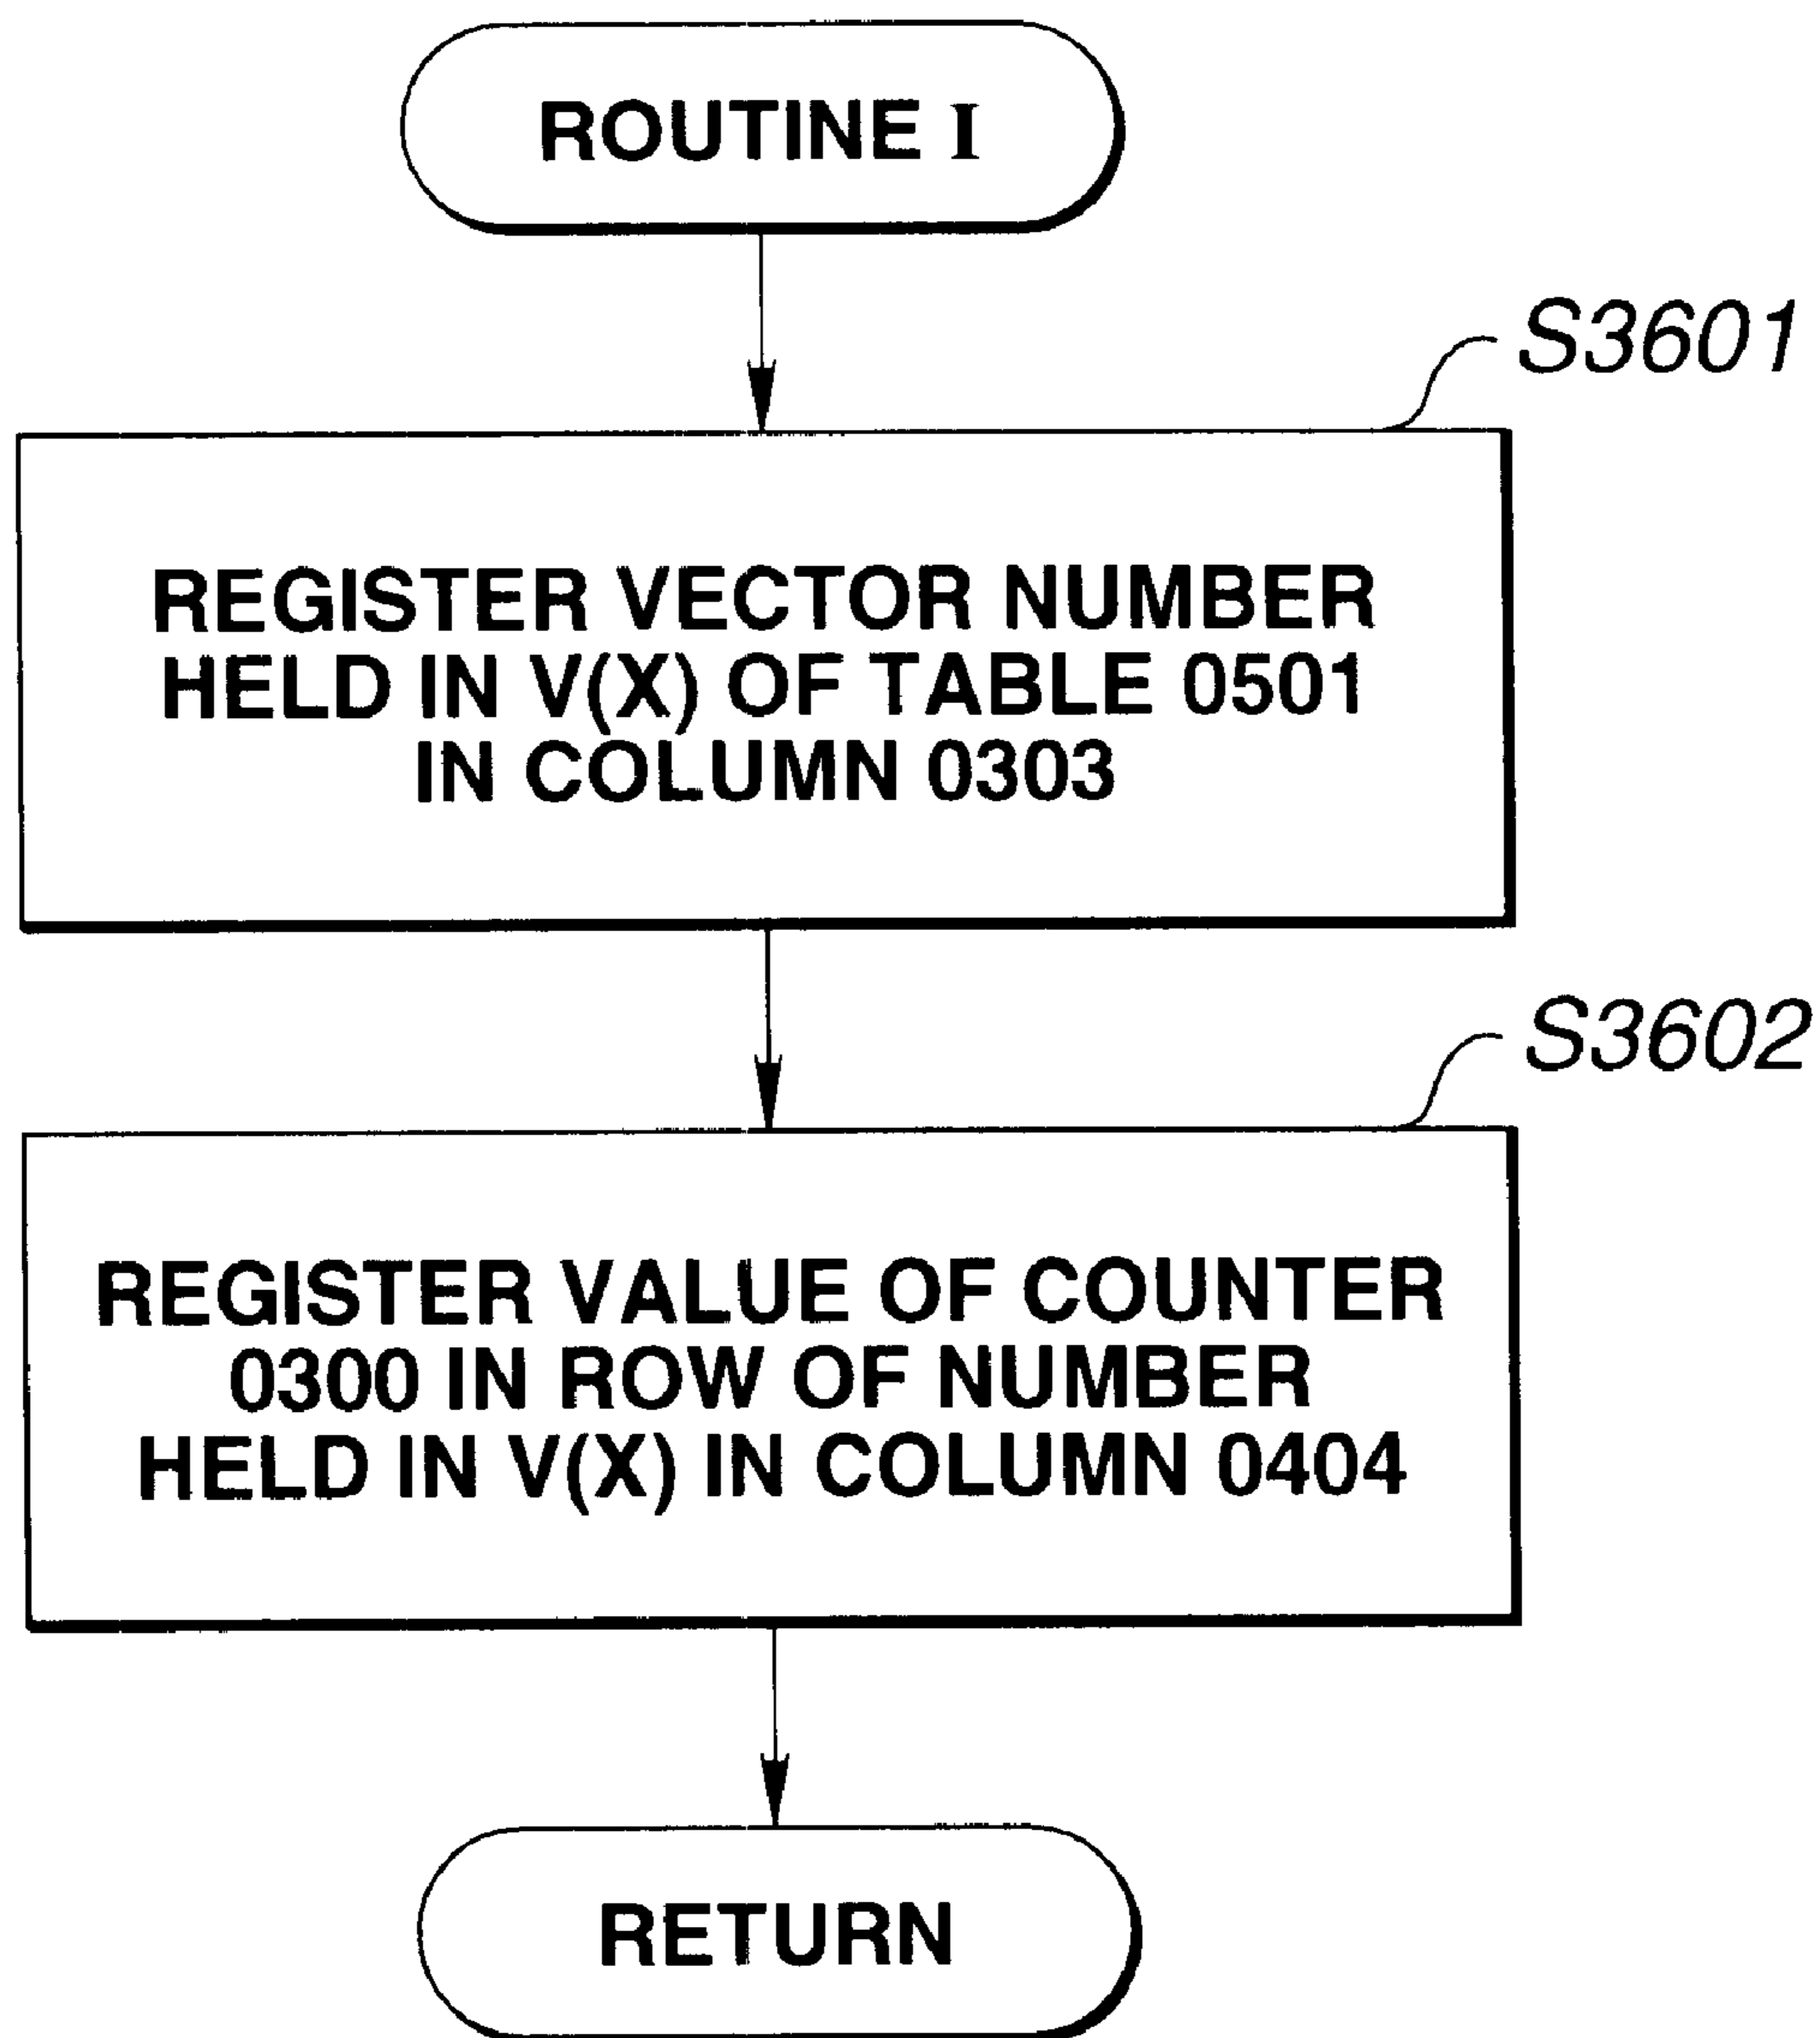 ROUTINE I
S3601
REGISTER VECTOR NUMBER
HELD IN V(X) OF TABLE 0501
IN COLUMN 0303
S3602
REGISTER VALUE OF COUNTER
0300 IN ROW OF NUMBER
HELD IN V(X) IN COLUMN 0404
RETURN